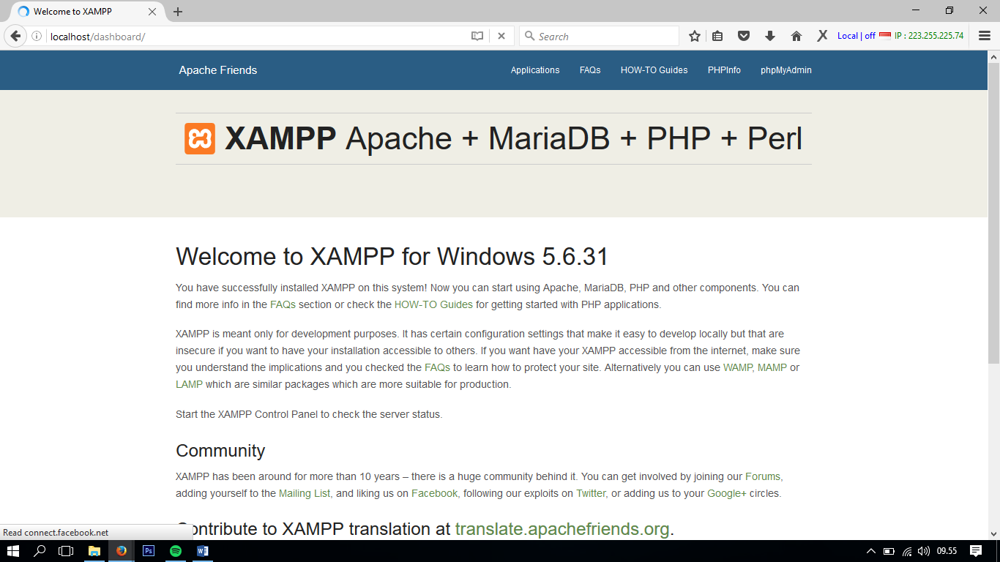 Welcome to XAMPP
localhost/dashboard/
Search
Local | off IP : 223.255.225.74
Apache Friends
Applications FAQs HOW-TO Guides PHPInfo phpMyAdmin
XAMPP Apache + MariaDB + PHP + Perl
Welcome to XAMPP for Windows 5.6.31
You have successfully installed XAMPP on this system! Now you can start using Apache, MariaDB, PHP and other components. You can
find more info in the FAQs section or check the HOW-TO Guides for getting started with PHP applications.
XAMPP is meant only for development purposes. It has certain configuration settings that make it easy to develop locally but that are
insecure if you want to have your installation accessible to others. If you want have your XAMPP accessible from the internet, make sure
you understand the implications and you checked the FAQs to learn how to protect your site. Alternatively you can use WAMP, MAMP or
LAMP which are similar packages which are more suitable for production.
Start the XAMPP Control Panel to check the server status.
Community
XAMPP has been around for more than 10 years – there is a huge community behind it. You can get involved by joining our Forums,
adding yourself to the Mailing List, and liking us on Facebook, following our exploits on Twitter, or adding us to your Google+ circles.
Contribute to XAMPP translation at translate.apachefriends.org.
Read connect.facebook.net
Ps
09.55